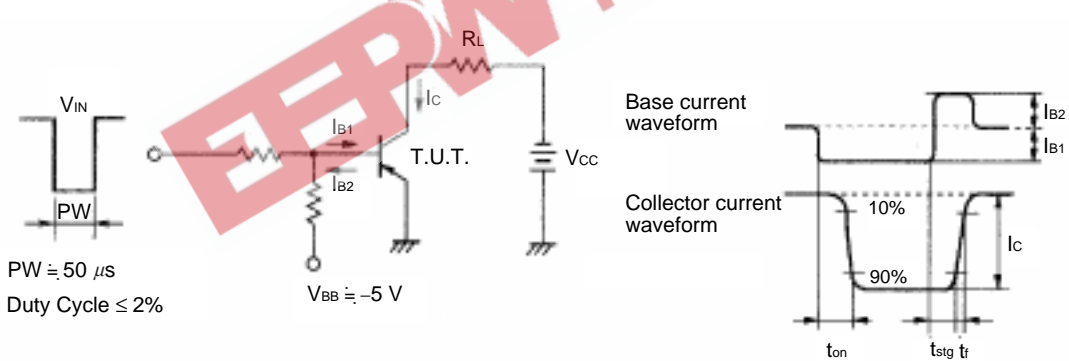 EEPW
VIN
PW
PW ≒ 50 μs
Duty Cycle ≤ 2%
RL
IC
IB1
IB2
T.U.T.
VCC
VBB ≒ −5 V
Base current
waveform
IB2
IB1
Collector current
waveform
10%
90%
IC
ton
tstg tf